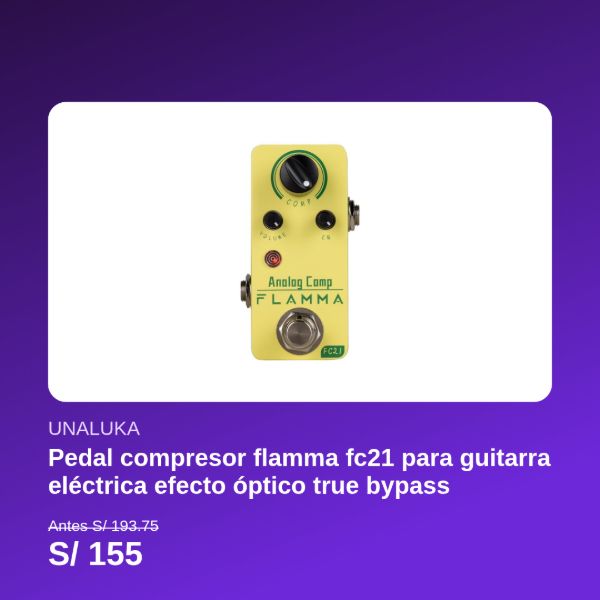 COMP
VOLUME
EQ
Analog Comp
FLAMMA
FC21
UNALUKA
Pedal compresor flamma fc21 para guitarra
eléctrica efecto óptico true bypass
Antes S/ 193.75
S/ 155